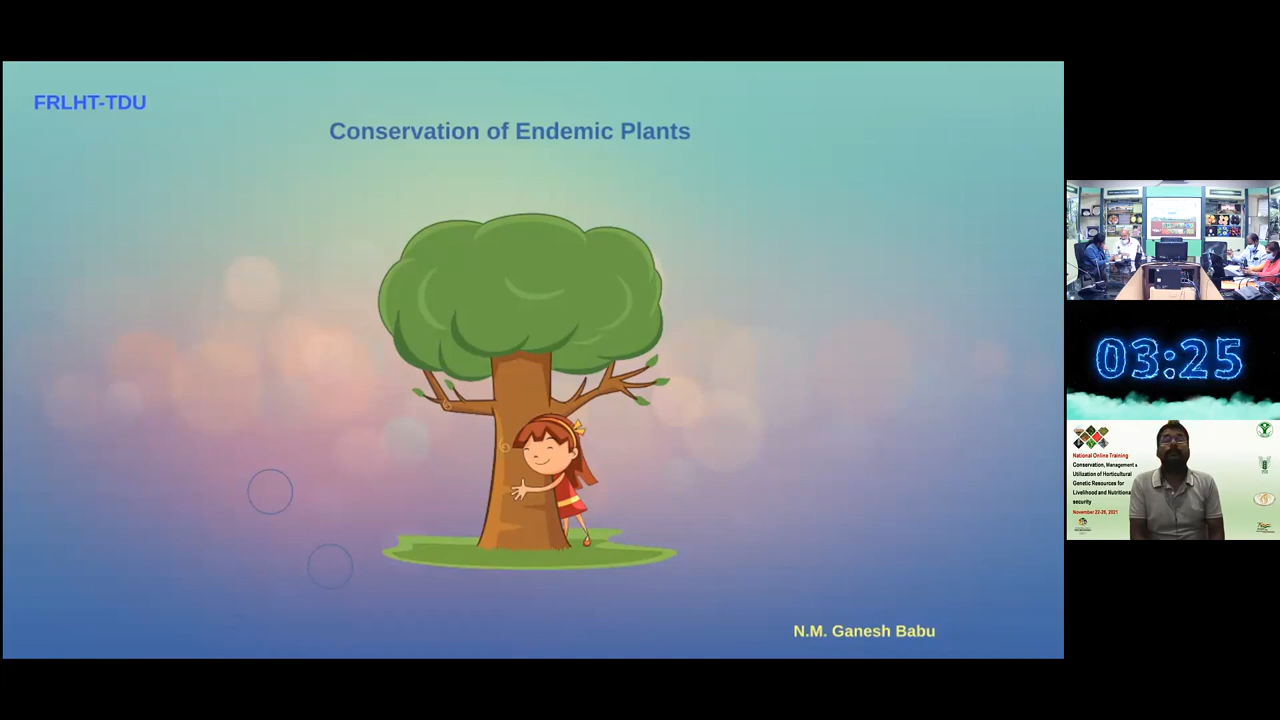 FRLHT-TDU
Conservation of Endemic Plants
N.M. Ganesh Babu
03:25
National Online Training
Conservation, Management &
Utilization of Horticultural
Genetic Resources for
Livelihood and Nutritional
security
November 22-26, 2021